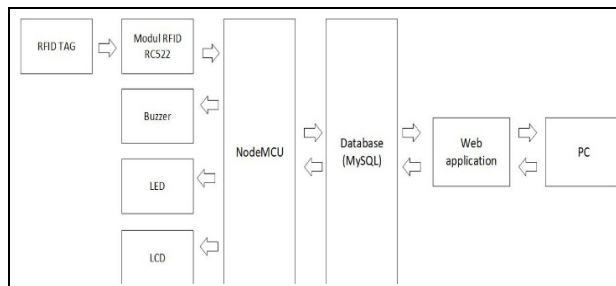 RFID TAG
Modul RFID
RC522
Buzzer
LED
LCD
NodeMCU
Database
(MySQL)
Web
application
PC